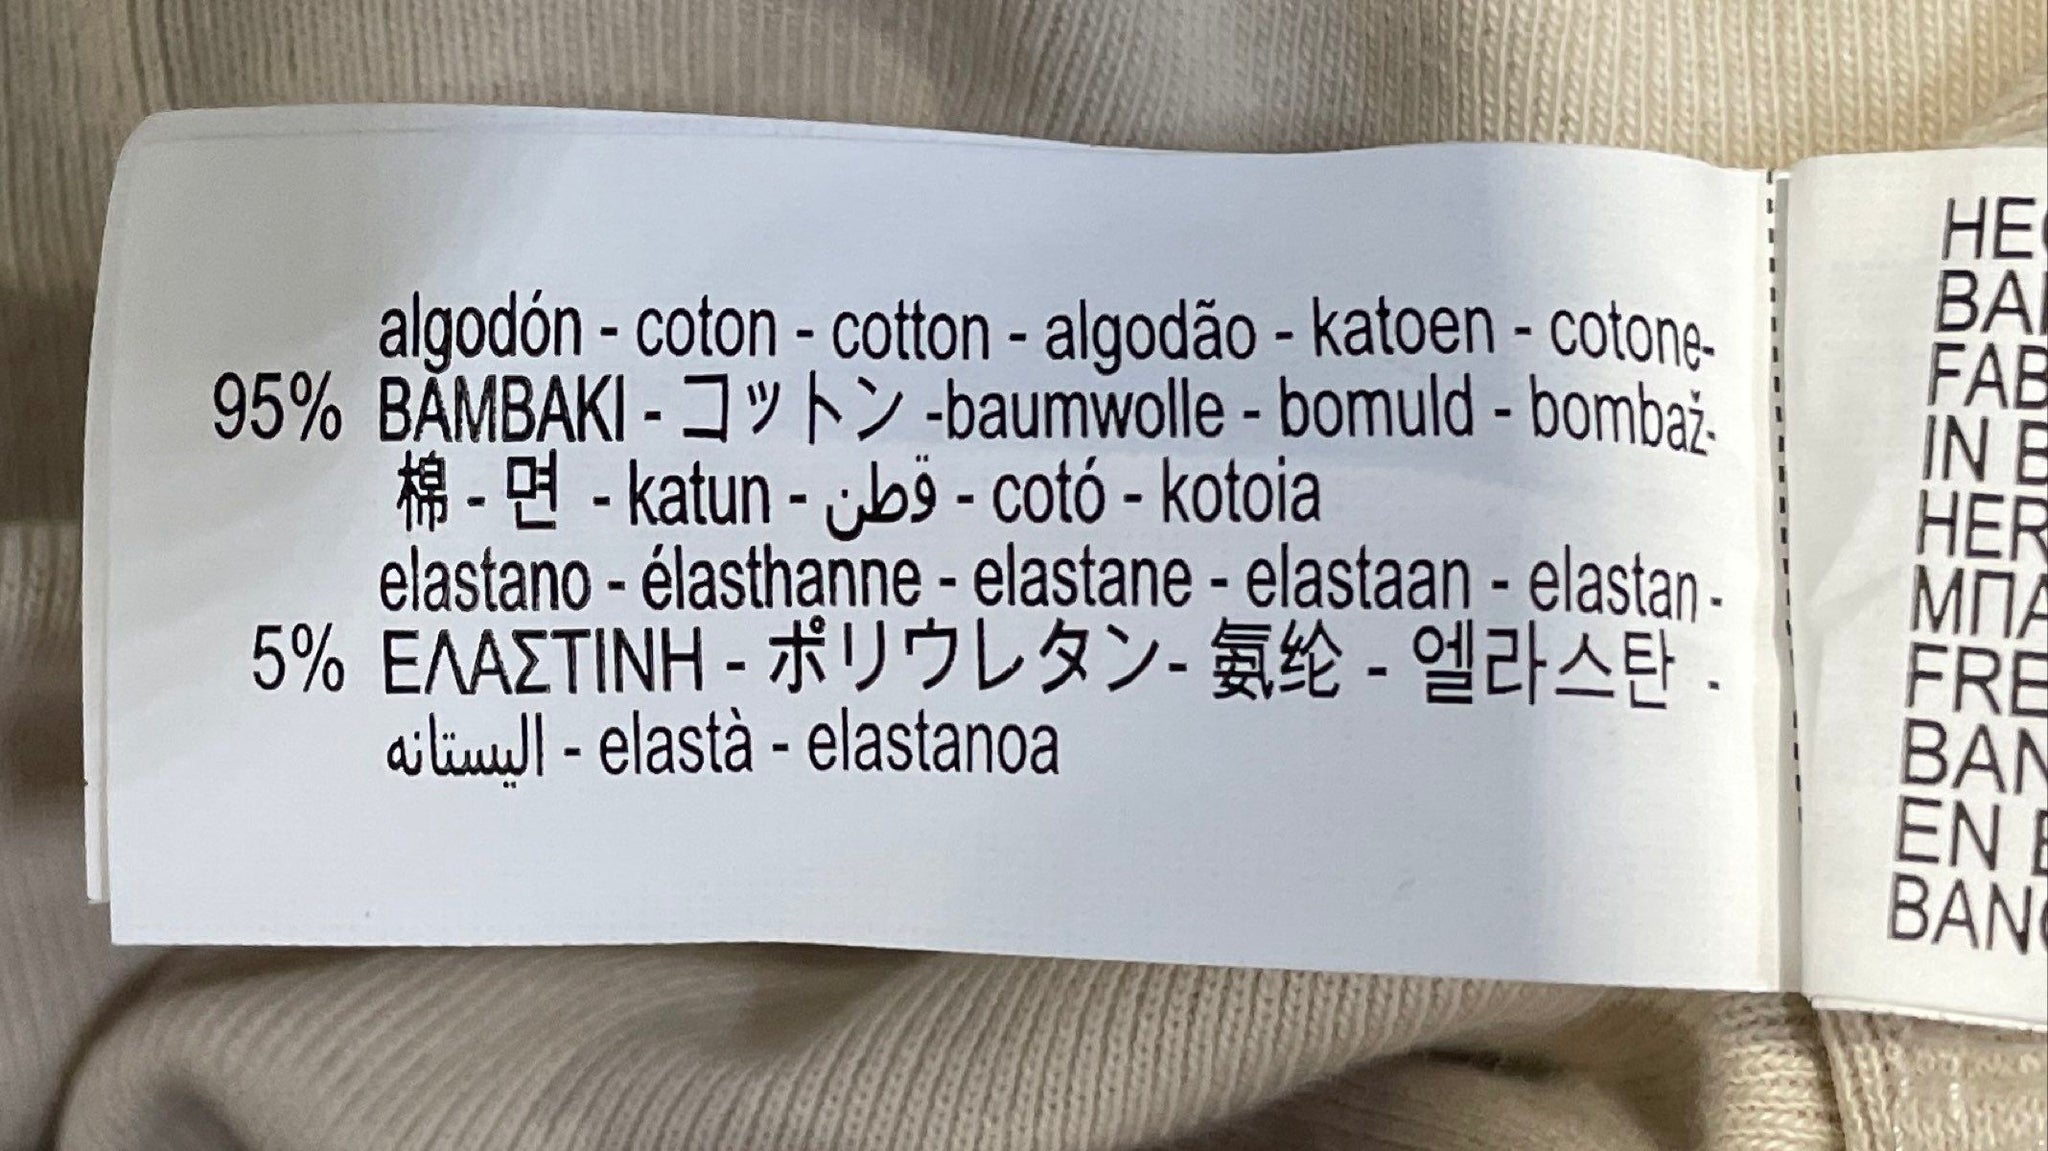 algodón - coton - cotton - algodão - katoen - cotone-
95% BAMBAKI - コットン -baumwolle - bomuld - bombaž-
棉 - 면 - katun - قطن - cotó - kotoia
elastano - élasthanne - elastane - elastaan - elastan -
5% ΕΛΑΣΤΙΝΗ - ポリウレタン- 氨纶 - 엘라스탄 -
اليستانه - elastà - elastanoa
IN
EN